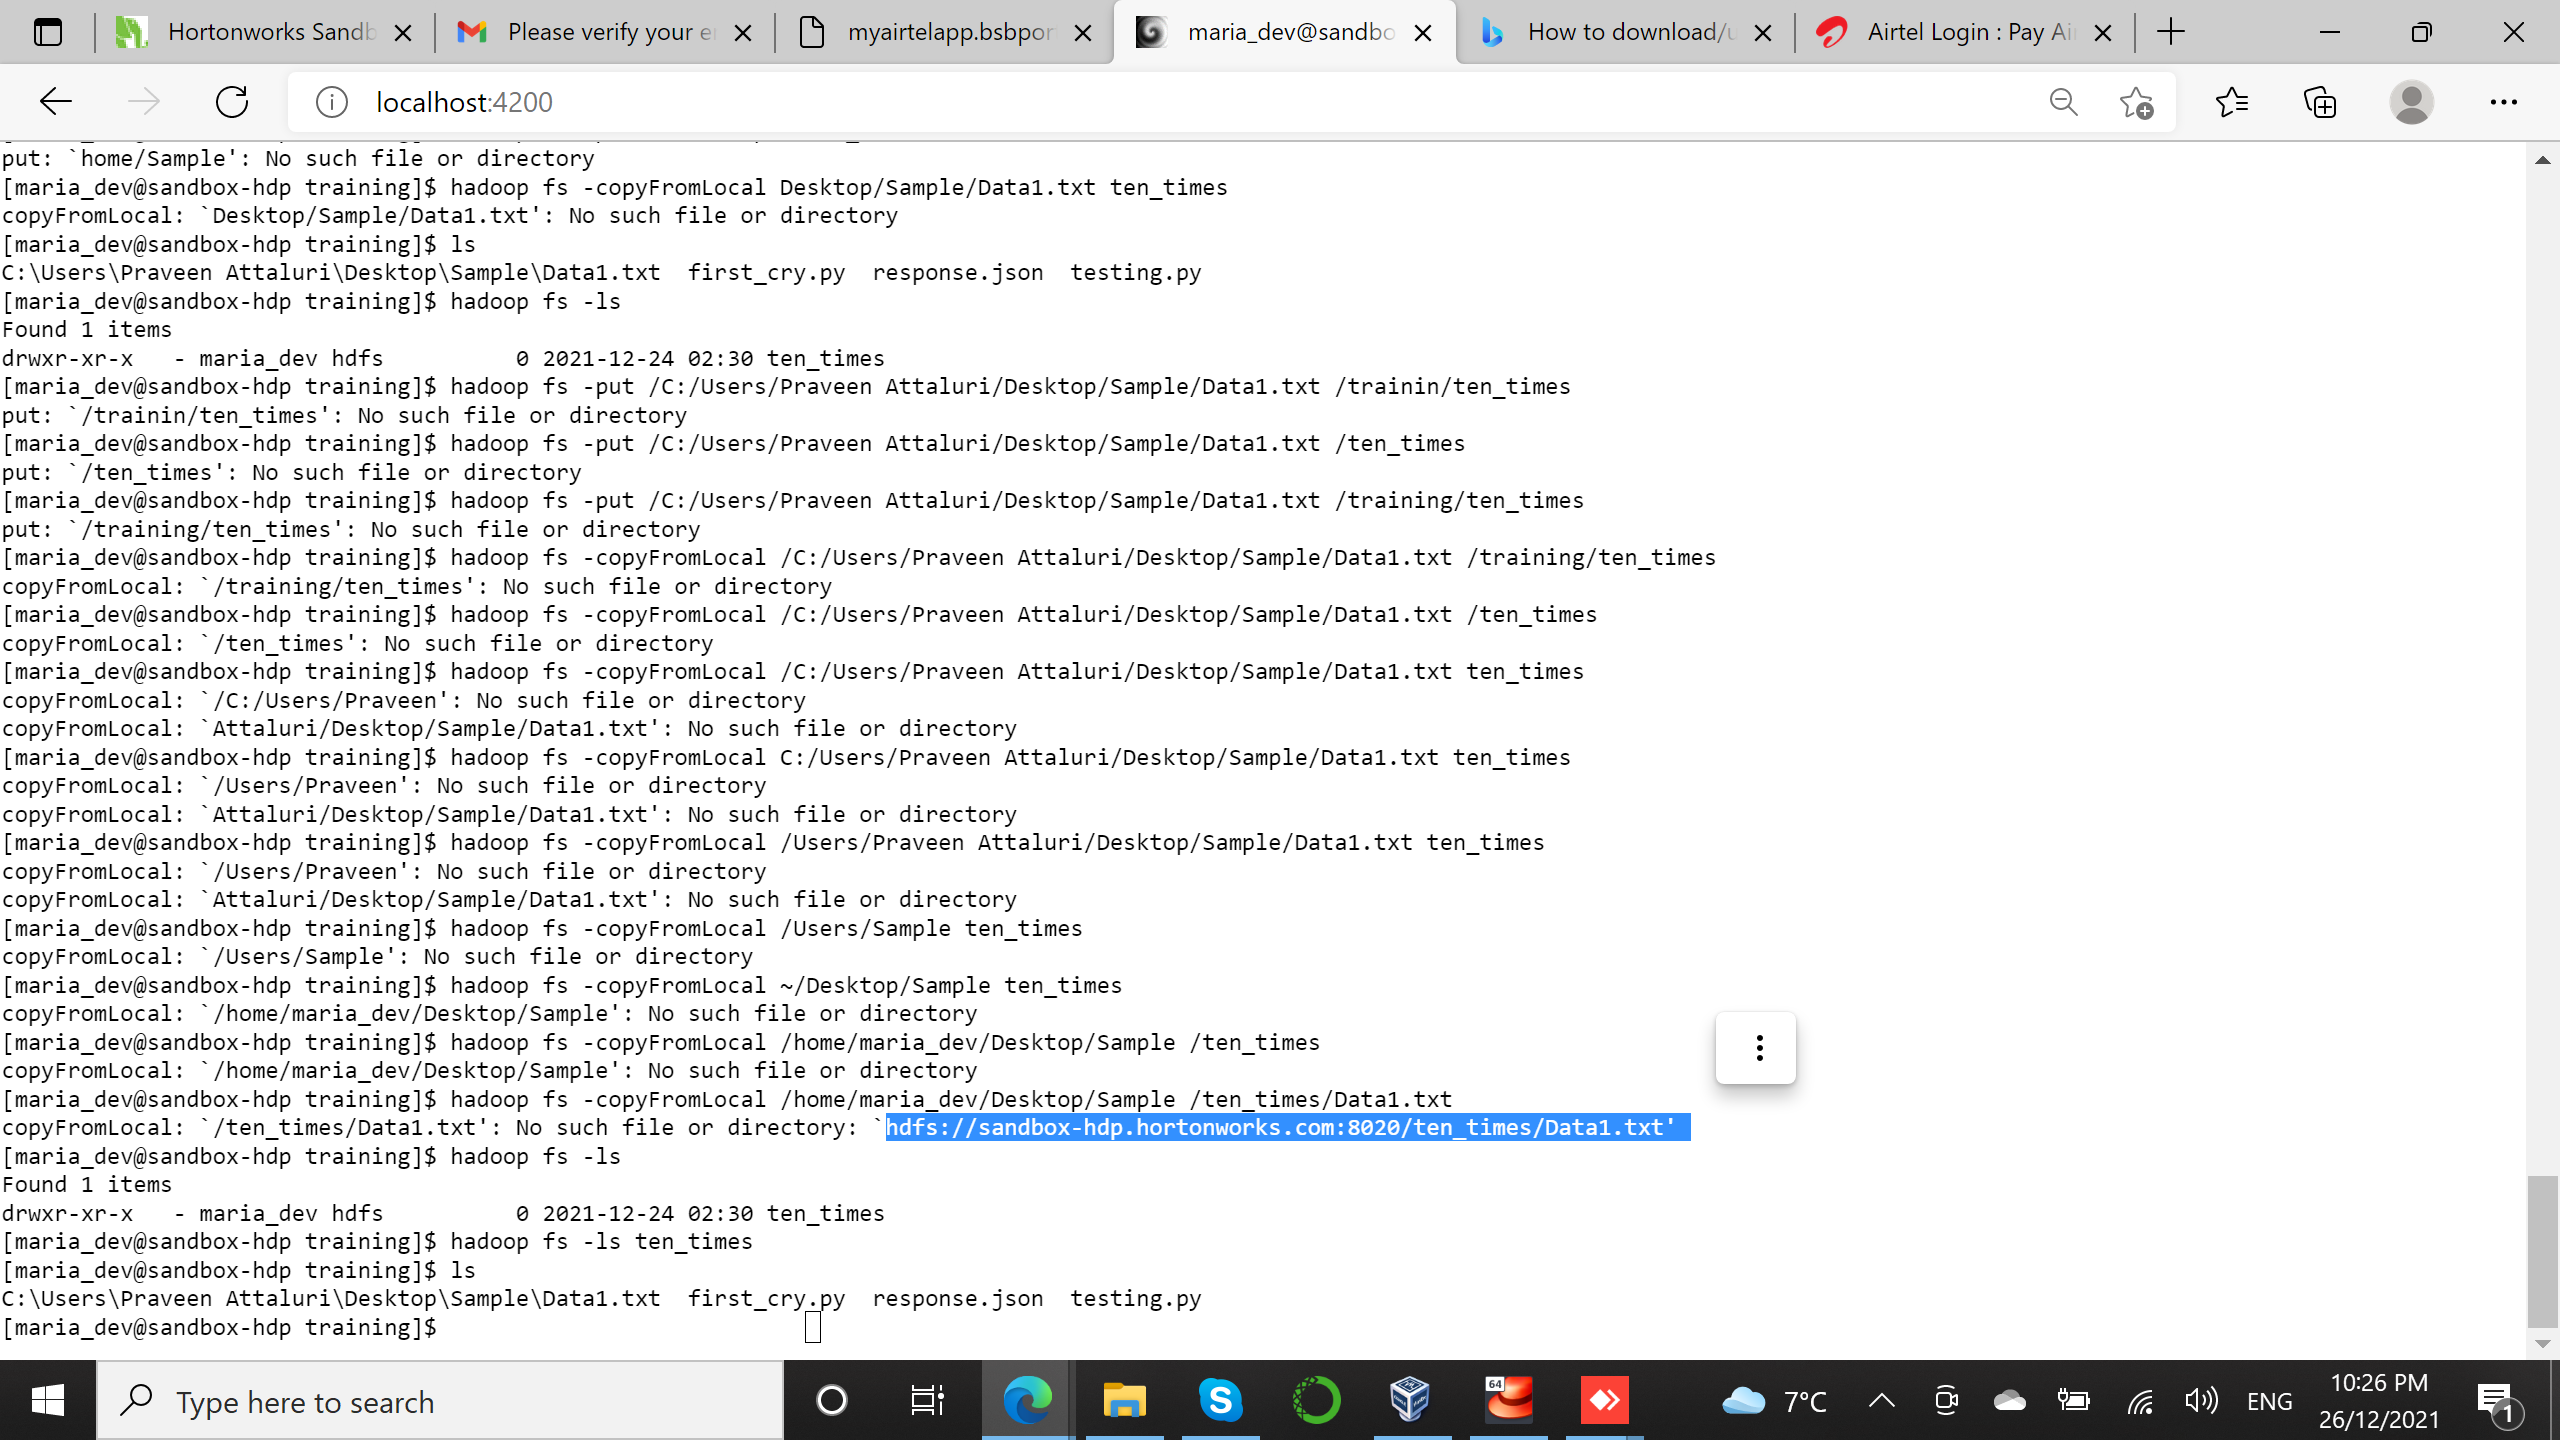 Hortonworks Sandb
Please verify your e
myairtelapp.bsbpor
maria_dev@sandbo
How to download/u
Airtel Login : Pay Air
localhost:4200
put: `home/Sample': No such file or directory
[maria_dev@sandbox-hdp training]$ hadoop fs -copyFromLocal Desktop/Sample/Data1.txt ten_times
copyFromLocal: `Desktop/Sample/Data1.txt': No such file or directory
[maria_dev@sandbox-hdp training]$ ls
C:\Users\Praveen Attaluri\Desktop\Sample\Data1.txt  first_cry.py  response.json  testing.py
[maria_dev@sandbox-hdp training]$ hadoop fs -ls
Found 1 items
drwxr-xr-x   - maria_dev hdfs          0 2021-12-24 02:30 ten_times
[maria_dev@sandbox-hdp training]$ hadoop fs -put /C:/Users/Praveen Attaluri/Desktop/Sample/Data1.txt /trainin/ten_times
put: `/trainin/ten_times': No such file or directory
[maria_dev@sandbox-hdp training]$ hadoop fs -put /C:/Users/Praveen Attaluri/Desktop/Sample/Data1.txt /ten_times
put: `/ten_times': No such file or directory
[maria_dev@sandbox-hdp training]$ hadoop fs -put /C:/Users/Praveen Attaluri/Desktop/Sample/Data1.txt /training/ten_times
put: `/training/ten_times': No such file or directory
[maria_dev@sandbox-hdp training]$ hadoop fs -copyFromLocal /C:/Users/Praveen Attaluri/Desktop/Sample/Data1.txt /training/ten_times
copyFromLocal: `/training/ten_times': No such file or directory
[maria_dev@sandbox-hdp training]$ hadoop fs -copyFromLocal /C:/Users/Praveen Attaluri/Desktop/Sample/Data1.txt /ten_times
copyFromLocal: `/ten_times': No such file or directory
[maria_dev@sandbox-hdp training]$ hadoop fs -copyFromLocal /C:/Users/Praveen Attaluri/Desktop/Sample/Data1.txt ten_times
copyFromLocal: `/C:/Users/Praveen': No such file or directory
copyFromLocal: `Attaluri/Desktop/Sample/Data1.txt': No such file or directory
[maria_dev@sandbox-hdp training]$ hadoop fs -copyFromLocal C:/Users/Praveen Attaluri/Desktop/Sample/Data1.txt ten_times
copyFromLocal: `/Users/Praveen': No such file or directory
copyFromLocal: `Attaluri/Desktop/Sample/Data1.txt': No such file or directory
[maria_dev@sandbox-hdp training]$ hadoop fs -copyFromLocal /Users/Praveen Attaluri/Desktop/Sample/Data1.txt ten_times
copyFromLocal: `/Users/Praveen': No such file or directory
copyFromLocal: `Attaluri/Desktop/Sample/Data1.txt': No such file or directory
[maria_dev@sandbox-hdp training]$ hadoop fs -copyFromLocal /Users/Sample ten_times
copyFromLocal: `/Users/Sample': No such file or directory
[maria_dev@sandbox-hdp training]$ hadoop fs -copyFromLocal ~/Desktop/Sample ten_times
copyFromLocal: `/home/maria_dev/Desktop/Sample': No such file or directory
[maria_dev@sandbox-hdp training]$ hadoop fs -copyFromLocal /home/maria_dev/Desktop/Sample /ten_times
copyFromLocal: `/home/maria_dev/Desktop/Sample': No such file or directory
[maria_dev@sandbox-hdp training]$ hadoop fs -copyFromLocal /home/maria_dev/Desktop/Sample /ten_times/Data1.txt
copyFromLocal: `/ten_times/Data1.txt': No such file or directory: `hdfs://sandbox-hdp.hortonworks.com:8020/ten_times/Data1.txt'
[maria_dev@sandbox-hdp training]$ hadoop fs -ls
Found 1 items
drwxr-xr-x   - maria_dev hdfs          0 2021-12-24 02:30 ten_times
[maria_dev@sandbox-hdp training]$ hadoop fs -ls ten_times
[maria_dev@sandbox-hdp training]$ ls
C:\Users\Praveen Attaluri\Desktop\Sample\Data1.txt  first_cry.py  response.json  testing.py
[maria_dev@sandbox-hdp training]$
Type here to search
64
7°C
ENG
10:26 PM
26/12/2021
1